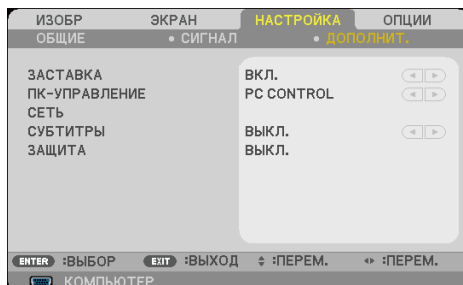 ИЗОБР ЭКРАН НАСТРОЙКА ОПЦИИ
ОБЩИЕ • СИГНАЛ • ДОПОЛНИТ.
ЗАСТАВКА ВКЛ.
ПК-УПРАВЛЕНИЕ PC CONTROL
СЕТЬ
СУБТИТРЫ ВЫКЛ.
ЗАЩИТА ВЫКЛ.
ENTER :ВЫБОР EXIT :ВЫХОД :ПЕРЕМ. :ПЕРЕМ.
КОМПЬЮТЕР